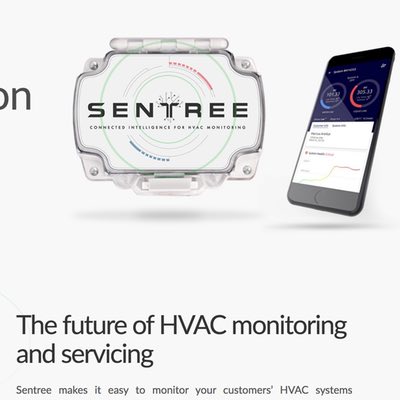 on
SENTREE
CONNECTED INTELLIGENCE FOR HVAC MONITORING
The future of HVAC monitoring
and servicing
Sentree makes it easy to monitor your customers' HVAC systems